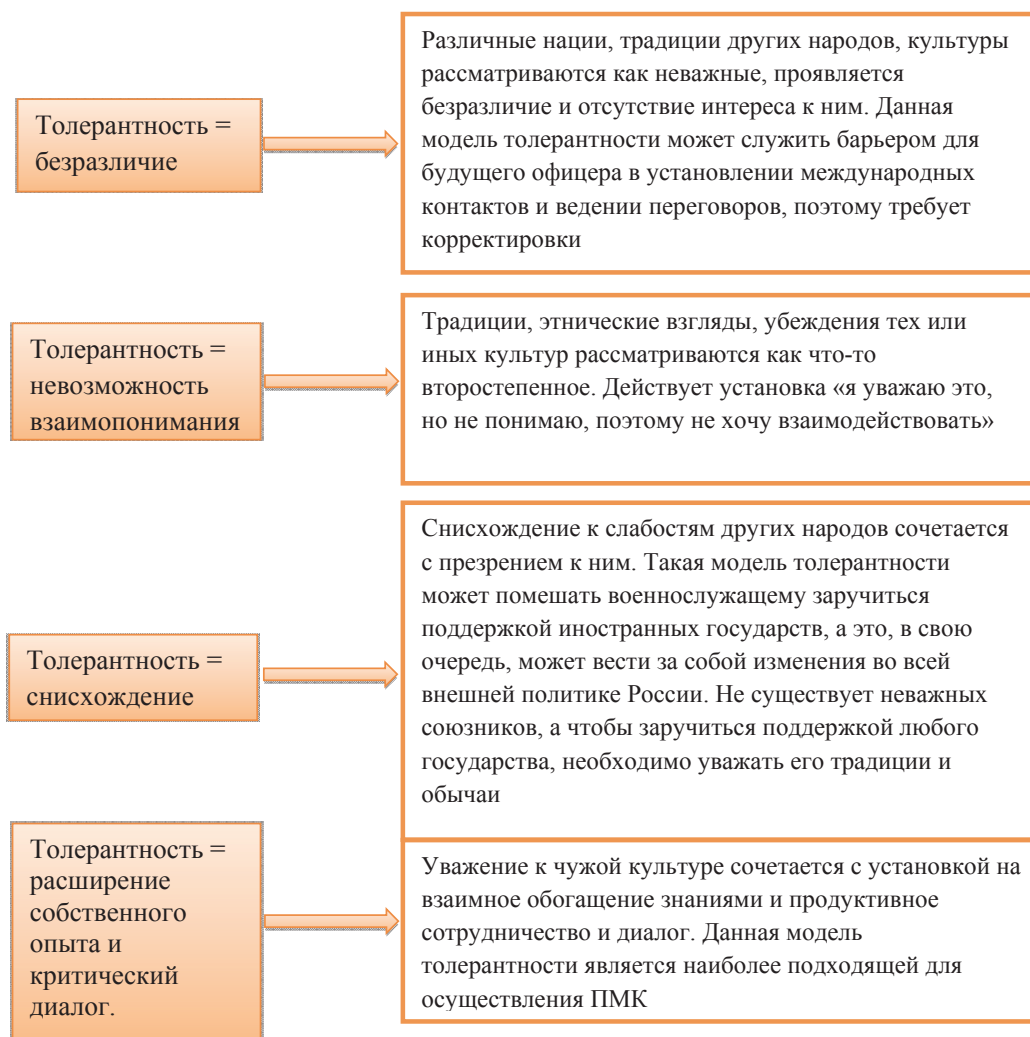 Толерантность =
безразличие
Различные нации, традиции других народов, культуры
рассматриваются как неважные, проявляется
безразличие и отсутствие интереса к ним. Данная
модель толерантности может служить барьером для
будущего офицера в установлении международных
контактов и ведении переговоров, поэтому требует
корректировки
Толерантность =
невозможность
взаимопонимания
Традиции, этнические взгляды, убеждения тех или
иных культур рассматриваются как что-то
второстепенное. Действует установка «я уважаю это,
но не понимаю, поэтому не хочу взаимодействовать»
Толерантность =
снисхождение
Снисхождение к слабостям других народов сочетается
с презрением к ним. Такая модель толерантности
может помешать военнослужащему заручиться
поддержкой иностранных государств, а это, в свою
очередь, может вести за собой изменения во всей
внешней политике России. Не существует неважных
союзников, а чтобы заручиться поддержкой любого
государства, необходимо уважать его традиции и
обычаи
Толерантность =
расширение
собственного
опыта и
критический
диалог.
Уважение к чужой культуре сочетается с установкой на
взаимное обогащение знаниями и продуктивное
сотрудничество и диалог. Данная модель
толерантности является наиболее подходящей для
осуществления ПМК